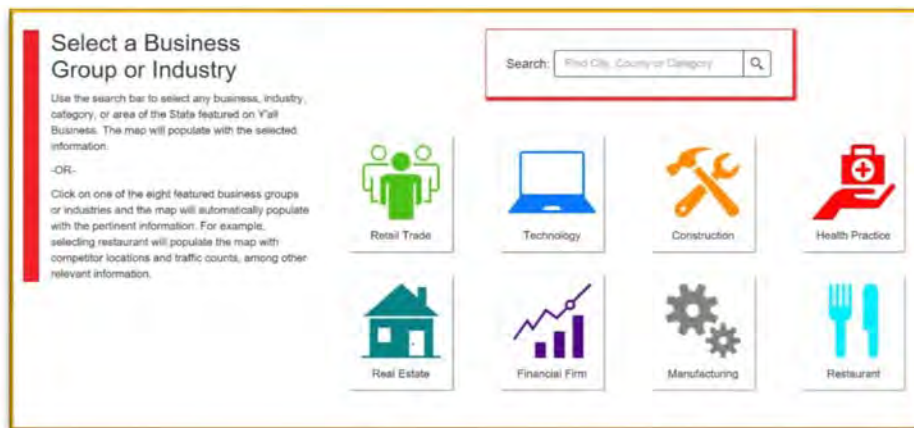 Select a Business
Group or Industry
Use the search bar to select any business, industry,
category, or area of the State featured on Y'all
Business. The map will populate with the selected
information.
-OR-
Click on one of the eight featured business groups
or industries and the map will automatically populate
with the pertinent information. For example,
selecting restaurant will populate the map with
competitor locations and traffic counts, among other
relevant information.
Search: Find City, County or Category
Retail Trade
Technology
Construction
Health Practice
Real Estate
Financial Firm
Manufacturing
Restaurant